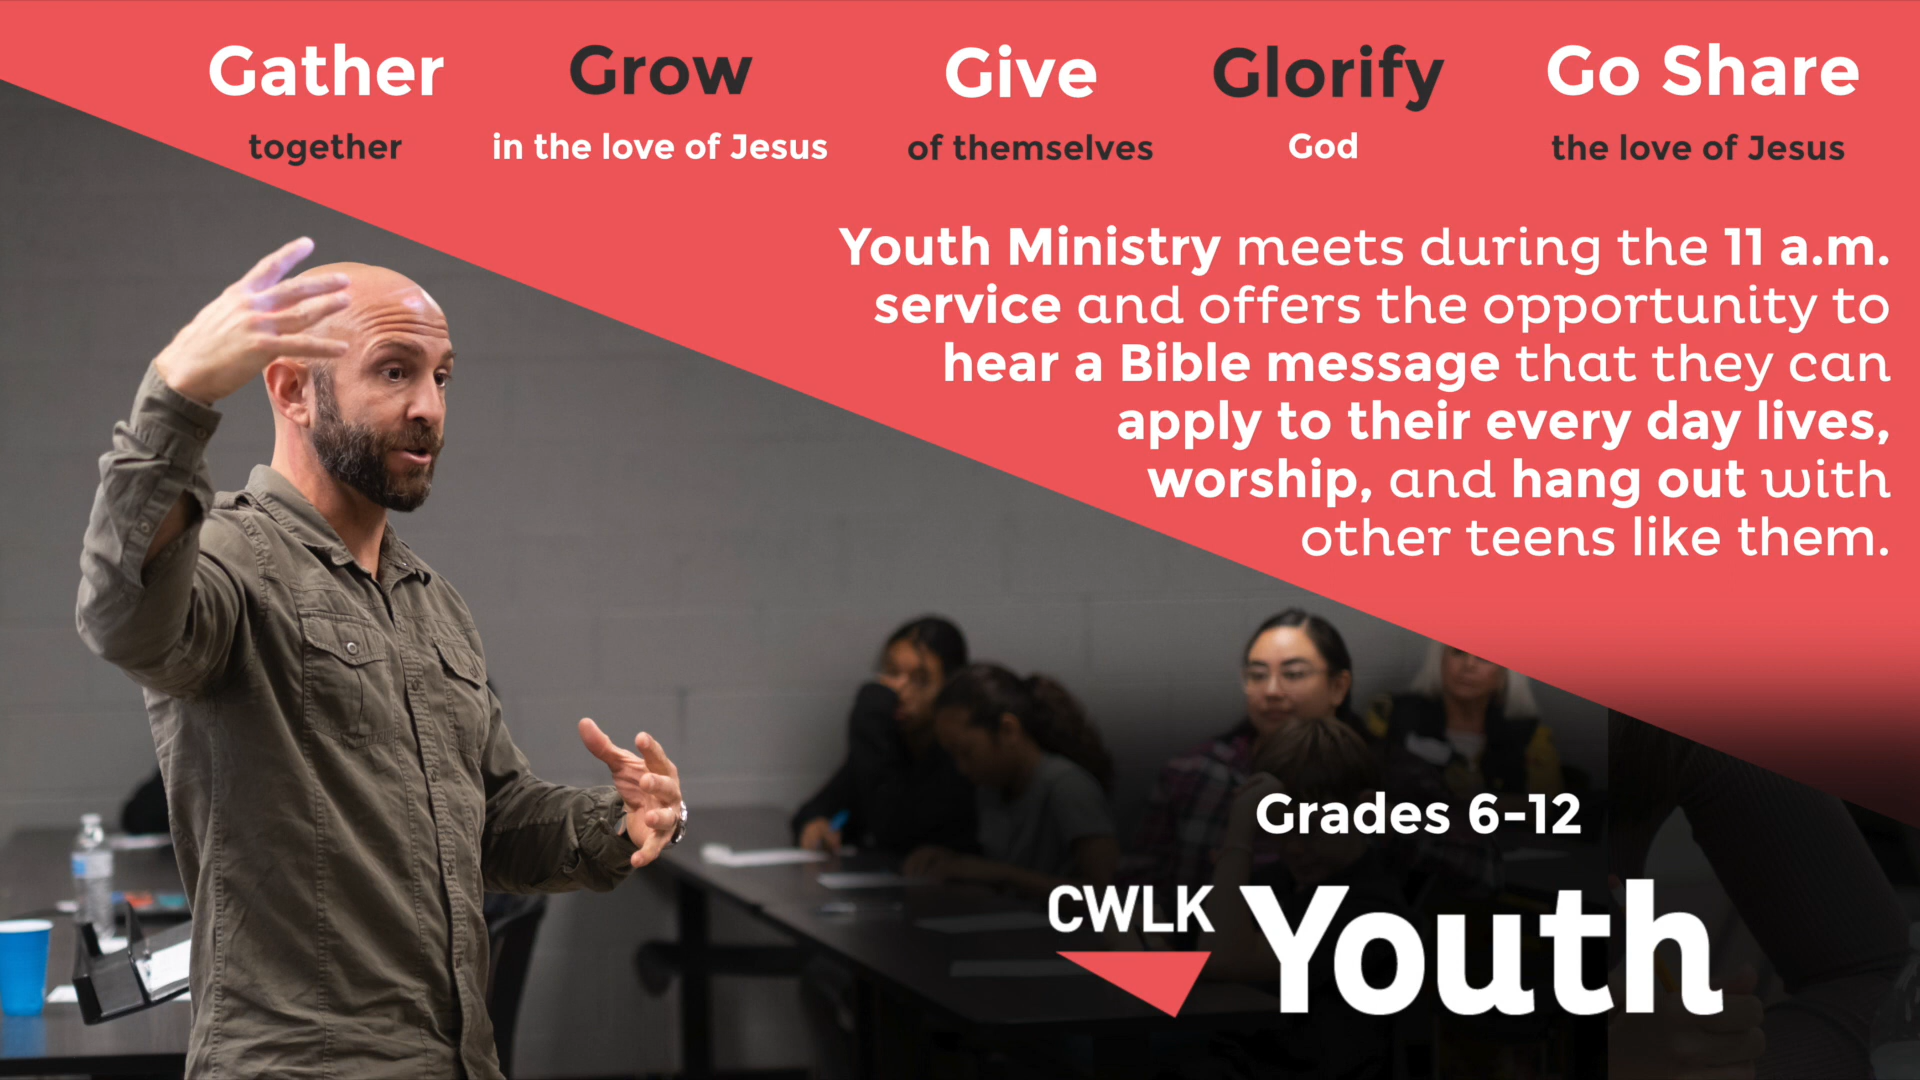 Gather Grow Give Glorify Go Share
together in the love of Jesus of themselves God the love of Jesus
Youth Ministry meets during the 11 a.m.
service and offers the opportunity to
hear a Bible message that they can
apply to their every day lives,
worship, and hang out with
other teens like them.
Grades 6-12
CWLK Youth